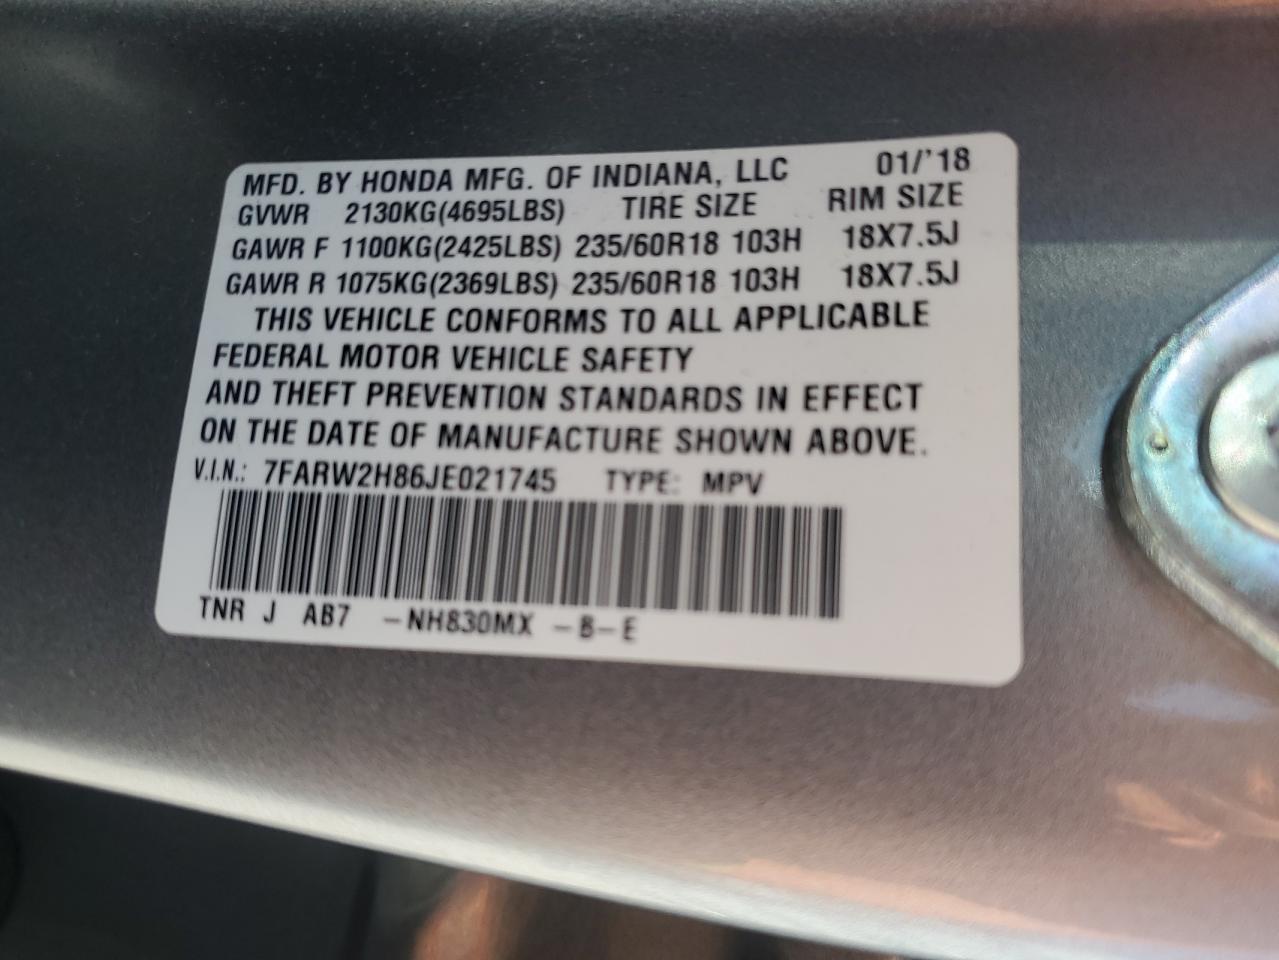 MFD. BY HONDA MFG. OF INDIANA, LLC 01/'18
GVWR 2130KG(4695LBS) TIRE SIZE RIM SIZE
GAWR F 1100KG(2425LBS) 235/60R18 103H 18X7.5J
GAWR R 1075KG(2369LBS) 235/60R18 103H 18X7.5J
THIS VEHICLE CONFORMS TO ALL APPLICABLE
FEDERAL MOTOR VEHICLE SAFETY
AND THEFT PREVENTION STANDARDS IN EFFECT
ON THE DATE OF MANUFACTURE SHOWN ABOVE.
V.I.N.: 7FARW2H86JE021745 TYPE: MPV
TNR J AB7 -NH830MX -B-E